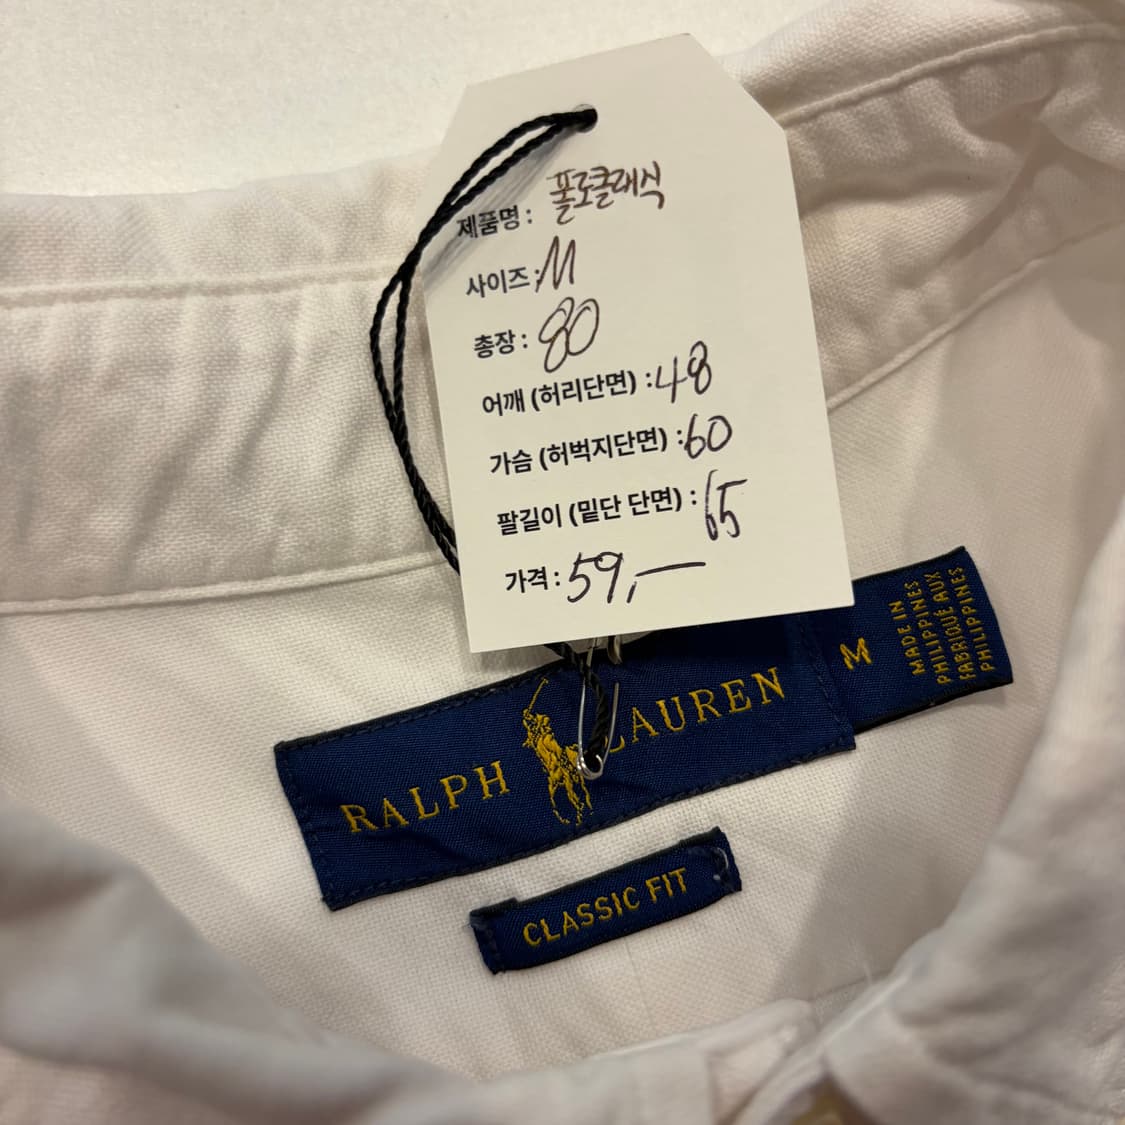 제품명 : 폴로클래식
사이즈 : M
총장 : 80
어깨 (허리단면) : 48
가슴 (허벅지단면) : 60
팔길이 (밑단 단면) : 65
가격 : 59,—
RALPH LAUREN
M
MADE IN
PHILIPPINES
FABRIQUÉ AUX
PHILIPPINES
CLASSIC FIT